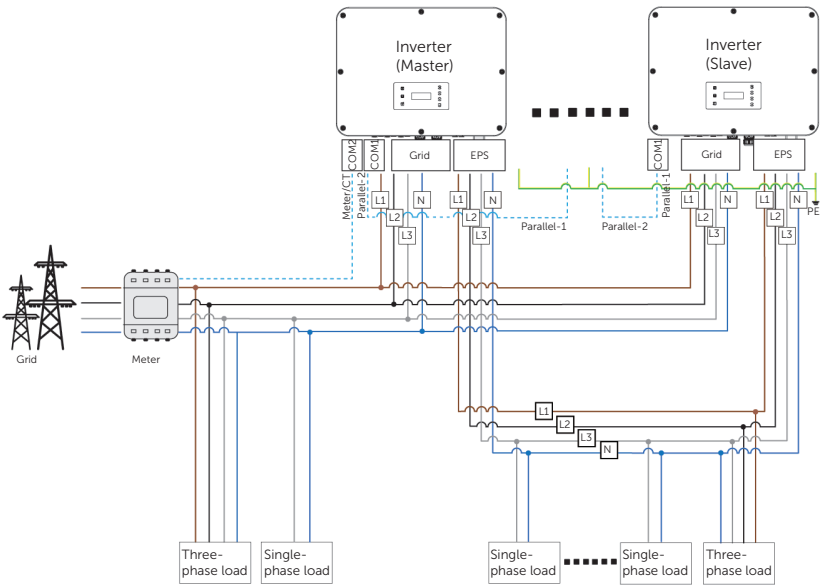 Inverter
(Master)
Inverter
(Slave)
COM2
COM1
Grid
EPS
COM1
Grid
EPS
Meter/CT
Parallel-2
Parallel-1
L1
N
L1
N
L1
N
L1
N
L2
L2
L2
L2
L3
L3
L3
L3
PE
Parallel-1
Parallel-2
Grid
Meter
L1
L2
L3
N
Three-
phase load
Single-
phase load
Single-
phase load
Single-
phase load
Three-
phase load